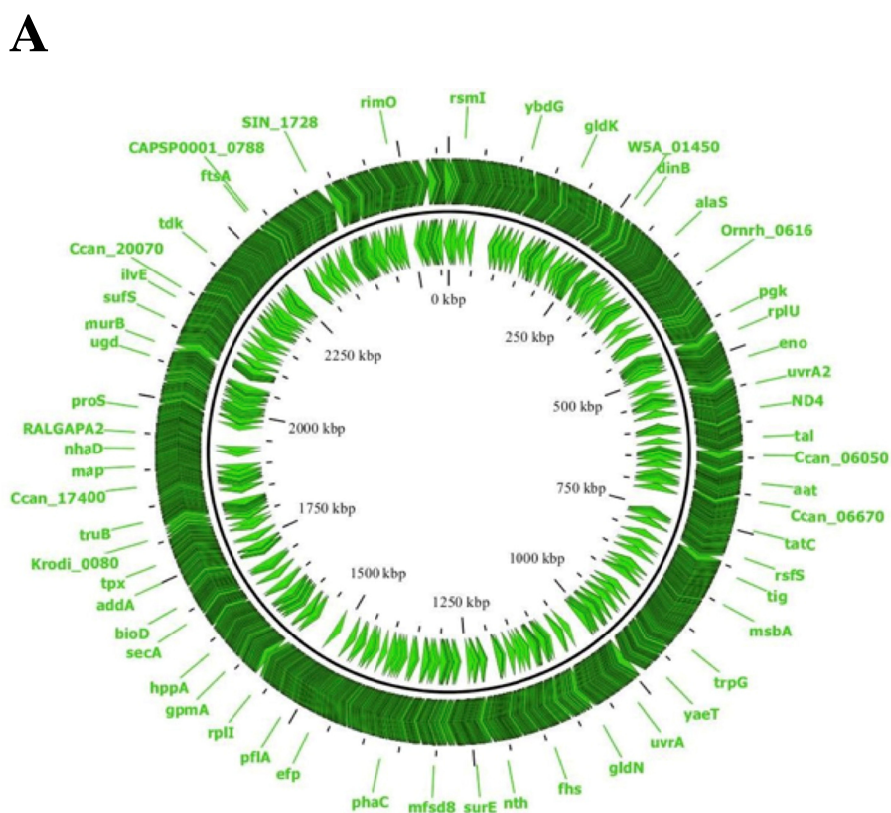 A
rsmI
ybdG
gldK
W5A_01450
dinB
alaS
Ornrh_0616
pgk
rplU
eno
uvrA2
ND4
tal
Ccan_06050
aat
Ccan_06670
tatC
rsfS
tig
msbA
trpG
yaeT
uvrA
gldN
fhs
nth
surE
mfsd8
phaC
efp
pflA
rplI
gpmA
hppA
secA
bioD
addA
tpx
Krodi_0080
truB
Ccan_17400
map
nhaD
RALGAPA2
proS
ugd
murB
sufS
ilvE
Ccan_20070
tdk
ftsA
CAPSP0001_0788
SIN_1728
rimO
0 kbp
250 kbp
500 kbp
750 kbp
1000 kbp
1250 kbp
1500 kbp
1750 kbp
2000 kbp
2250 kbp